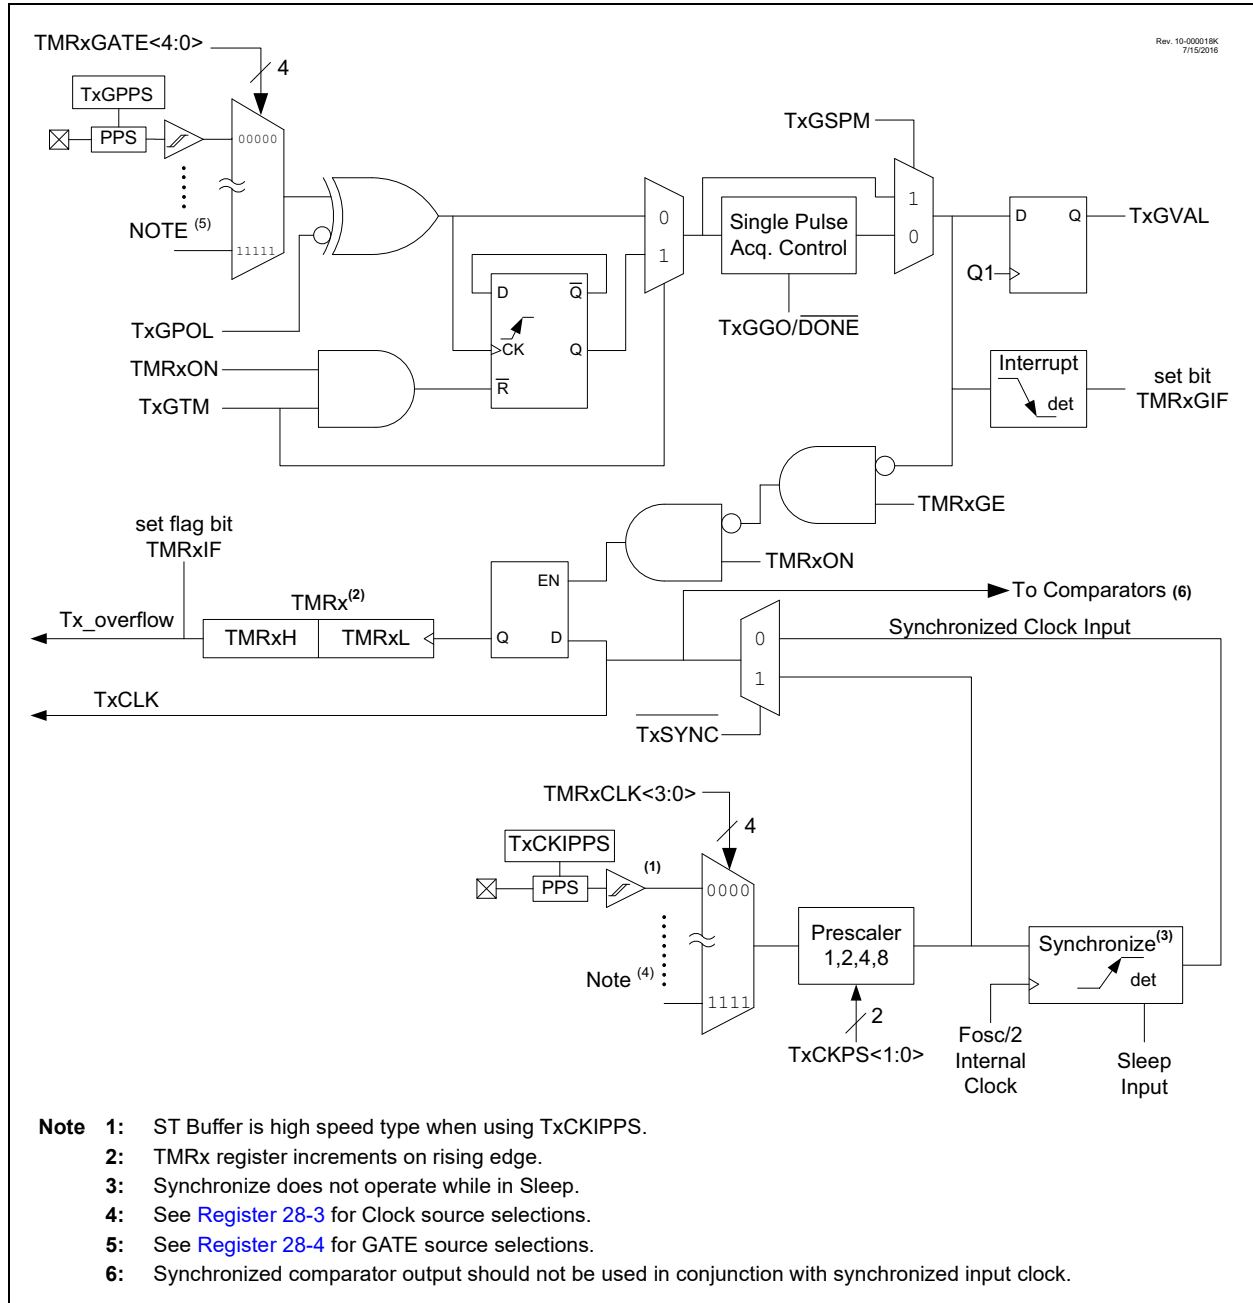 TMRxGATE<4:0>
Rev. 10-000018K
7/15/2016
4
TxGPPS
PPS
00000
NOTE (5)
11111
TxGPOL
TMRxON
TxGTM
D
Q
CK
Q
R
0
1
Single Pulse
Acq. Control
TxGGO/DONE
TxGSPM
1
0
D
Q
Q1
TxGVAL
Interrupt
det
set bit
TMRxGIF
TMRxGE
TMRxON
set flag bit
TMRxIF
Tx_overflow
TMRx(2)
TMRxH
TMRxL
EN
Q
D
To Comparators (6)
Synchronized Clock Input
0
1
TxCLK
TxSYNC
TMRxCLK<3:0>
4
TxCKIPPS
PPS
(1)
0000
Note (4)
1111
Prescaler
1,2,4,8
2
TxCKPS<1:0>
Synchronize(3)
det
Fosc/2
Internal
Clock
Sleep
Input
Note 1: ST Buffer is high speed type when using TxCKIPPS.
2: TMRx register increments on rising edge.
3: Synchronize does not operate while in Sleep.
4: See Register 28-3 for Clock source selections.
5: See Register 28-4 for GATE source selections.
6: Synchronized comparator output should not be used in conjunction with synchronized input clock.